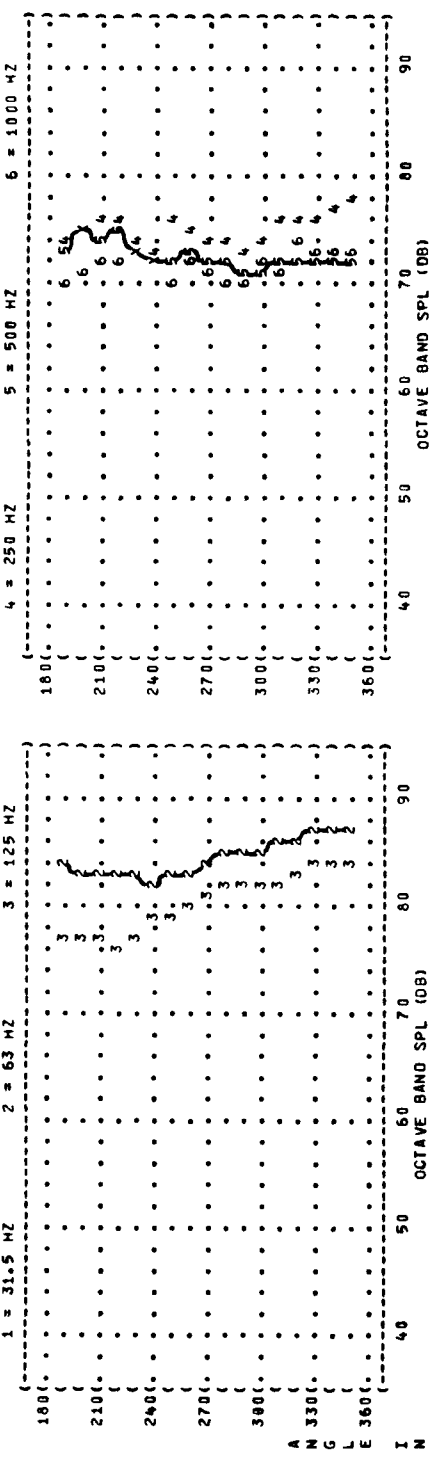 1 = 31.5 HZ 2 = 63 HZ 3 = 125 HZ
180(
210(
240(
270(
300(
330(
360(
ANGLE
IN
40 50 60 70 80 90
OCTAVE BAND SPL (DB)
4 = 250 HZ 5 = 500 HZ 6 = 1000 HZ
180(
210(
240(
270(
300(
330(
360(
40 50 60 70 80 90
OCTAVE BAND SPL (DB)